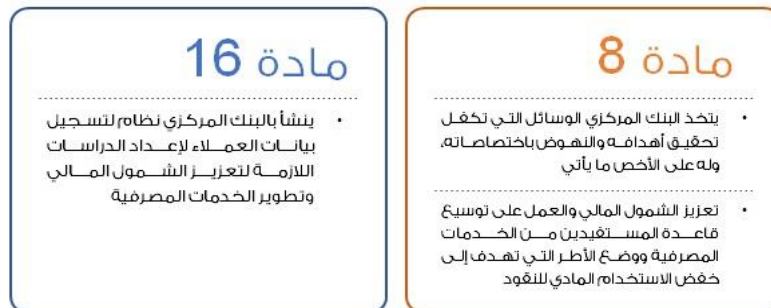 مادة 8
• يتخذ البنك المركزي الوسائل التي تكفل
تحقيق أهدافه والنهوض باختصاصاته،
وله على الأخص ما يأتي
• تعزيز الشمول المالي والعمل على توسيع
قاعدة المستفيدين من الخدمات
المصرفية ووضع الأطر التي تهدف إلى
خفض الاستخدام المادي للنقود
مادة 16
• ينشأ بالبنك المركزي نظام لتسجيل
بيانات العملاء لإعداد الدراسات
اللازمة لتعزيز الشمول المالي
وتطوير الخدمات المصرفية